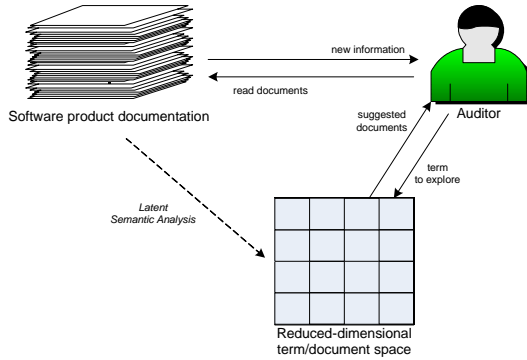 new information
read documents
Software product documentation
Auditor
suggested
documents
term
to explore
Latent
Semantic Analysis
Reduced-dimensional
term/document space